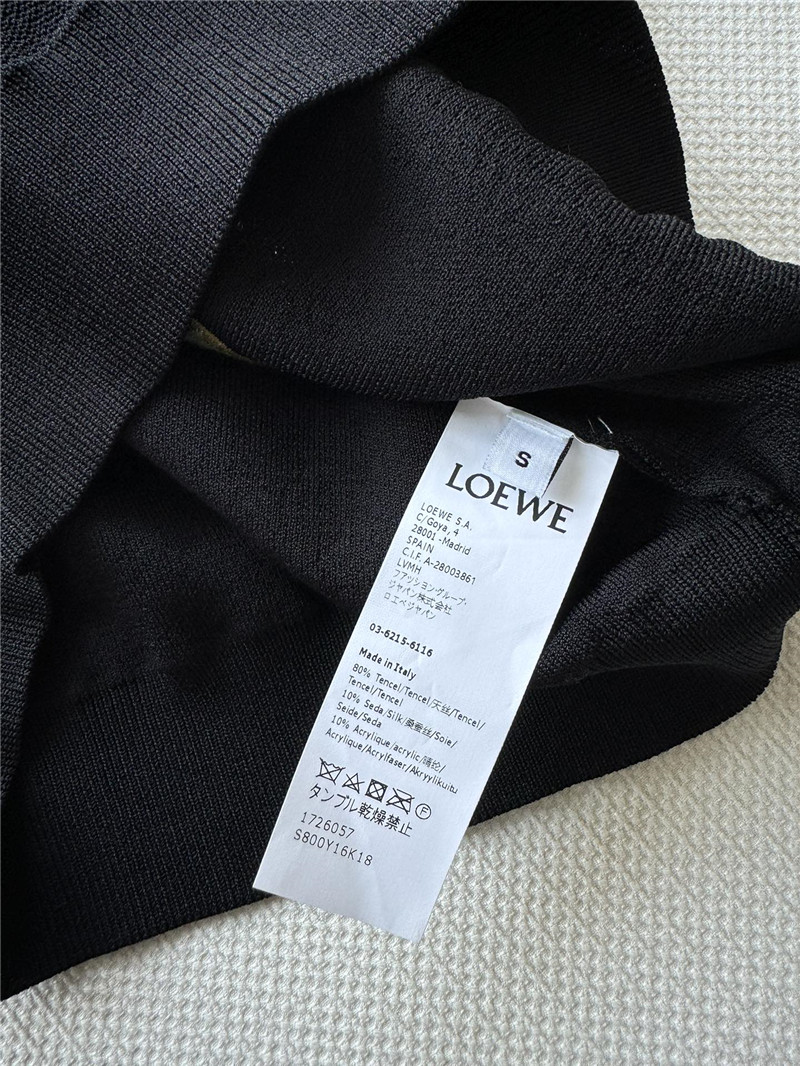 S
LOEWE
LOEWE S.A.
C/Goya, 4
28001 -Madrid
SPAIN
C.I.F. A-28003861
LVMH
ファッショングループ・
ジャパン株式会社
ロエベジャパン
03-6215-6116
Made in Italy
80% Tencel/Tencel/天丝/Tencel/
Tencel/Tencel
10% Seda/Silk/桑蚕丝/Soie/
Seide/Seda
10% Acrylique/acrylic/腈纶/
Acrylique/Acrylfaser/Akryylikuitu
F
タンブル乾燥禁止
1726057
S800Y16K18